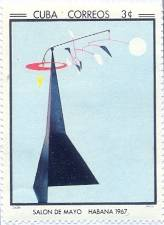 CUBA CORREOS 3¢
SALON DE MAYO HABANA 1967